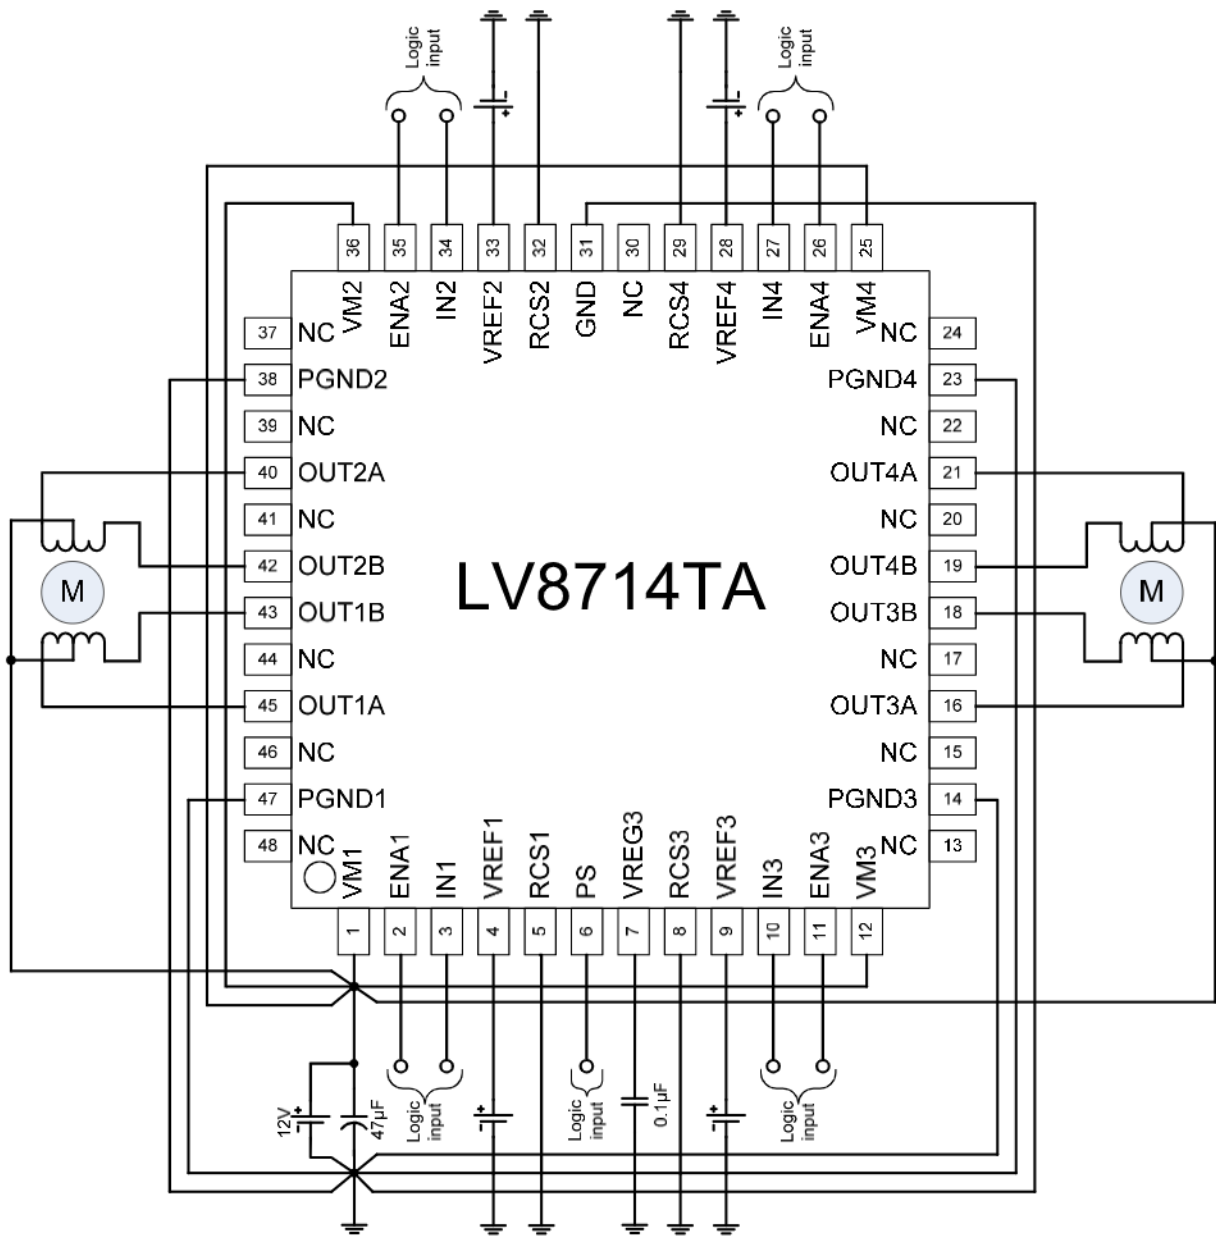 Logic
input
Logic
input
- +
- +
36 35 34 33 32 31 30 29 28 27 26 25
VM2 ENA2 IN2 VREF2 RCS2 GND NC RCS4 VREF4 IN4 ENA4 VM4
37 NC
NC 24
38 PGND2
PGND4 23
39 NC
NC 22
40 OUT2A
OUT4A 21
41 NC
NC 20
42 OUT2B
OUT4B 19
M
LV8714TA
M
43 OUT1B
OUT3B 18
44 NC
NC 17
45 OUT1A
OUT3A 16
46 NC
NC 15
47 PGND1
PGND3 14
48 NC
NC 13
VM1 ENA1 IN1 VREF1 RCS1 PS VREG3 RCS3 VREF3 IN3 ENA3 VM3
1 2 3 4 5 6 7 8 9 10 11 12
12V
- +
47µF
Logic
input
- +
Logic
input
0.1µF
- +
Logic
input